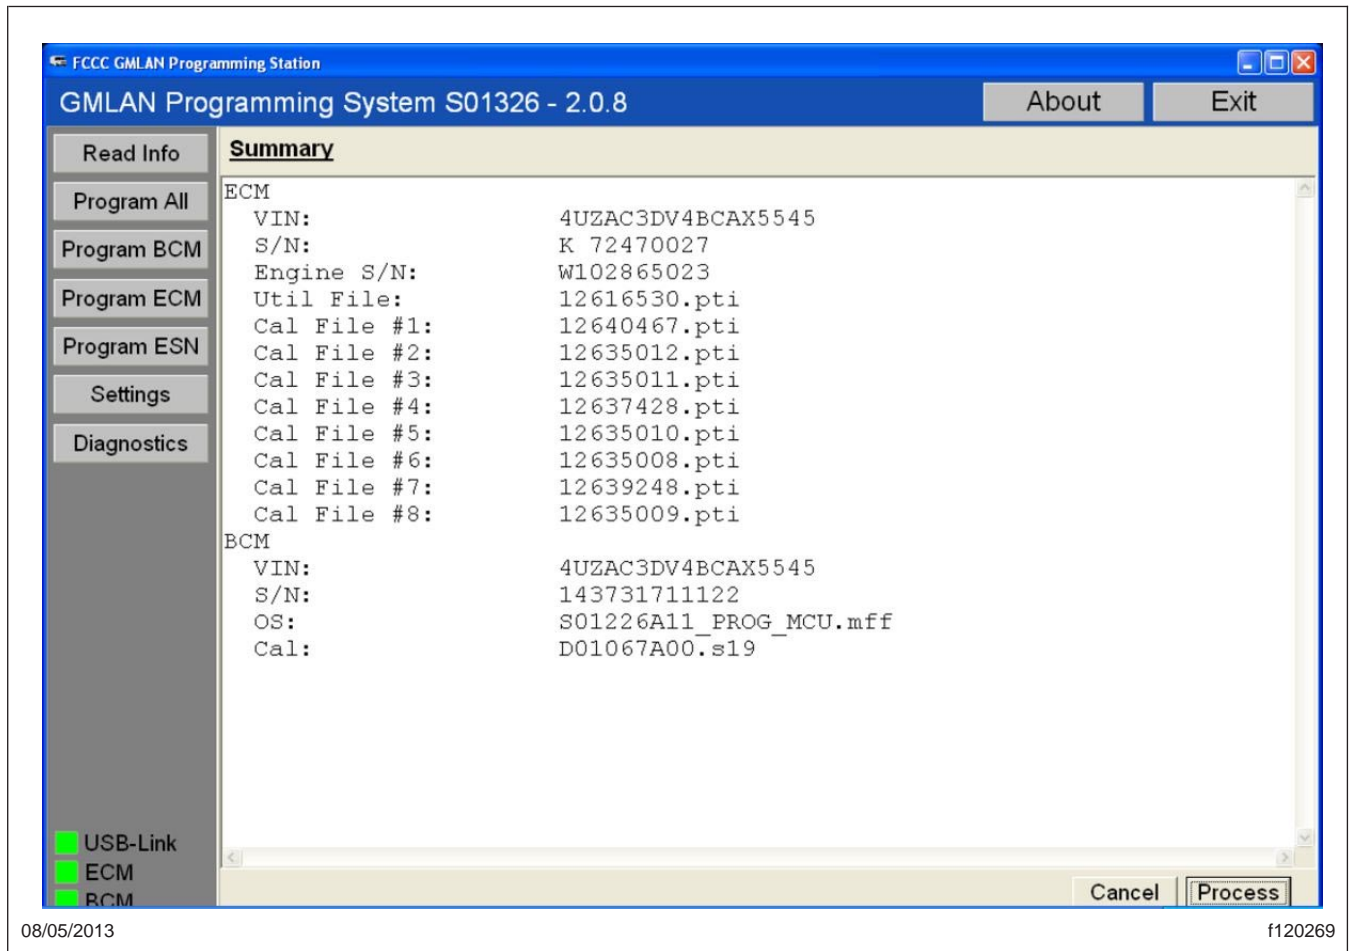 FCCC GMLAN Programming Station
GMLAN Programming System S01326 - 2.0.8
About
Exit
Read Info
Program All
Program BCM
Program ECM
Program ESN
Settings
Diagnostics
Summary
ECM
VIN: 4UZAC3DV4BCAX5545
S/N: K 72470027
Engine S/N: W102865023
Util File: 12616530.pti
Cal File #1: 12640467.pti
Cal File #2: 12635012.pti
Cal File #3: 12635011.pti
Cal File #4: 12637428.pti
Cal File #5: 12635010.pti
Cal File #6: 12635008.pti
Cal File #7: 12639248.pti
Cal File #8: 12635009.pti
BCM
VIN: 4UZAC3DV4BCAX5545
S/N: 143731711122
OS: S01226A11_PROG_MCU.mff
Cal: D01067A00.s19
USB-Link
ECM
BCM
Cancel
Process
08/05/2013
f120269